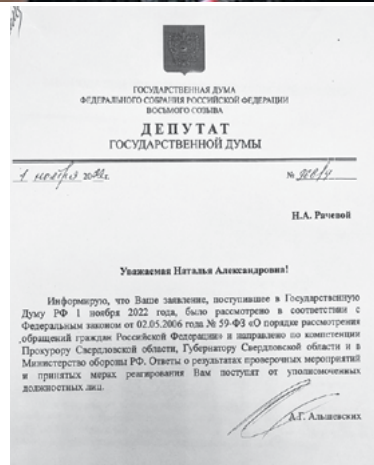 ГОСУДАРСТВЕННАЯ ДУМА
ФЕДЕРАЛЬНОГО СОБРАНИЯ РОССИЙСКОЙ ФЕДЕРАЦИИ
ВОСЬМОГО СОЗЫВА
ДЕПУТАТ
ГОСУДАРСТВЕННОЙ ДУМЫ
1 ноября 2022г. №
Н.А. Рачевой
Уважаемая Наталья Александровна!
Информирую, что Ваше заявление, поступившее в Государственную
Думу РФ 1 ноября 2022 года, было рассмотрено в соответствии с
Федеральным законом от 02.05.2006 года № 59-ФЗ «О порядке рассмотрения
обращений граждан Российской Федерации» и направлено по компетенции
Прокурору Свердловской области, Губернатору Свердловской области и в
Министерство обороны РФ. Ответы о результатах проверочных мероприятий
и принятых мерах реагирования Вам поступят от уполномоченных
должностных лиц.
А.Г. Альшевских